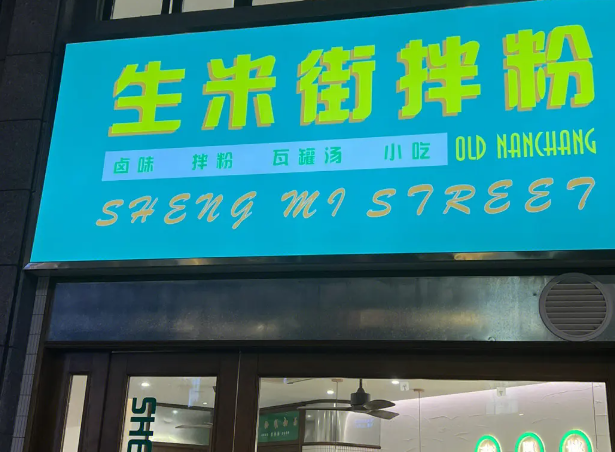 生米街拌粉
卤味 拌粉 瓦罐汤 小吃 OLD NANCHANG
SHENG MI STREET
SHE